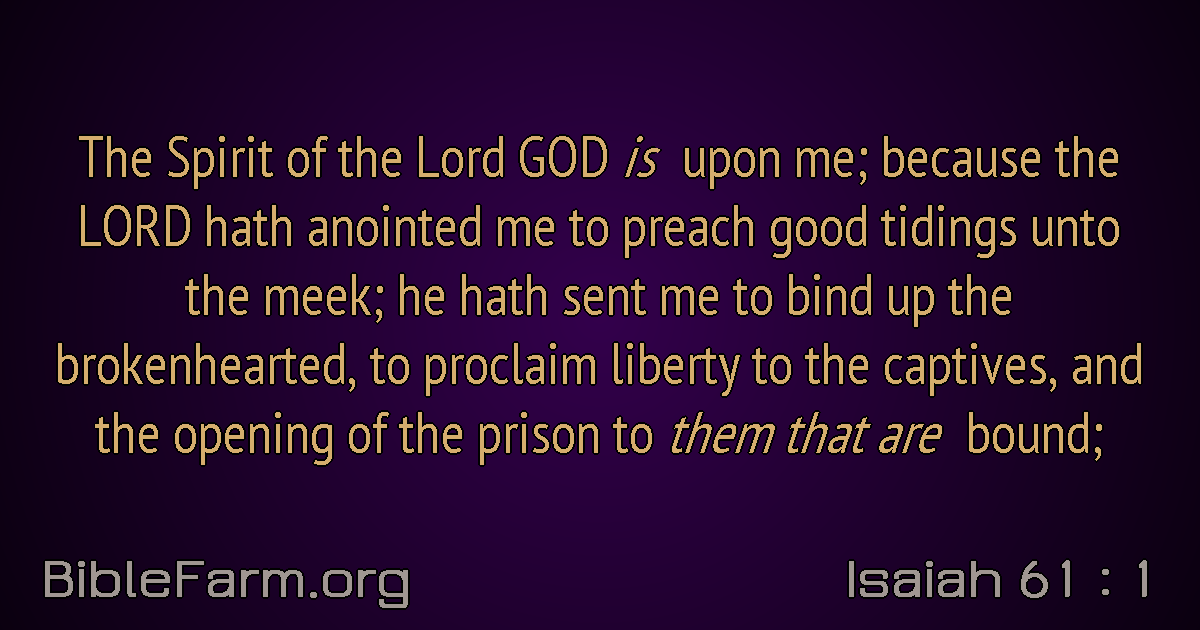 The Spirit of the Lord GOD is upon me; because the
LORD hath anointed me to preach good tidings unto
the meek; he hath sent me to bind up the
brokenhearted, to proclaim liberty to the captives, and
the opening of the prison to them that are bound;
BibleFarm.org
Isaiah 61 : 1